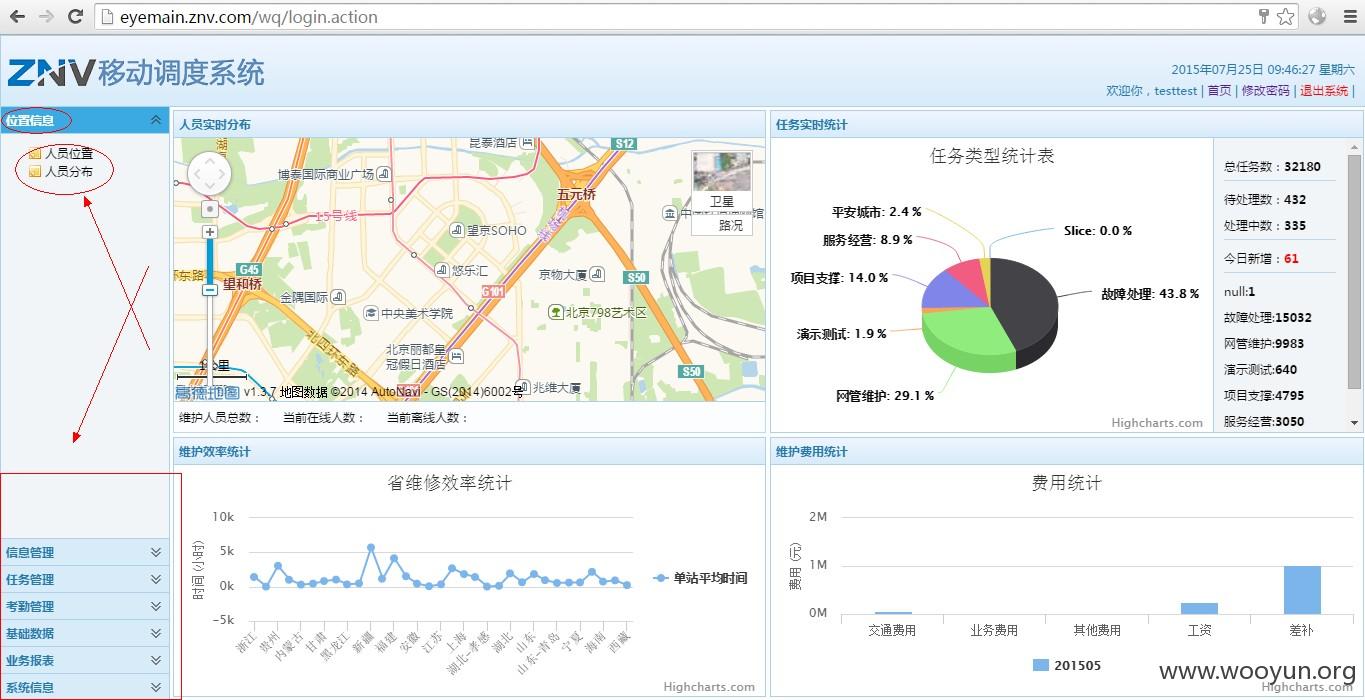 eyemain.znv.com/wq/login.action
ZNV移动调度系统
2015年07月25日 09:46:27 星期六
欢迎你，testtest | 首页 | 修改密码 | 退出系统 |
位置信息
人员位置
人员分布
信息管理
任务管理
考勤管理
基础数据
业务报表
系统信息
人员实时分布
昆泰酒店
S12
博泰国际商业广场
五元桥
卫星
路况
15号线
望京SOHO
G45
望和桥
悠乐汇
京物大厦
S50
金隅国际
G101
中央美术学院
北京798艺术区
北四环东路
北京丽都皇
冠假日酒店
S50
兆维大厦
1公里
高德地图 v1.3.7 地图数据 ©2014 AutoNavi - GS(2014)6002号
维护人员总数： 当前在线人数： 当前离线人数：
任务实时统计
任务类型统计表
平安城市: 2.4 %
Slice: 0.0 %
服务经营: 8.9 %
项目支撑: 14.0 %
故障处理: 43.8 %
演示测试: 1.9 %
网管维护: 29.1 %
Highcharts.com
总任务数：32180
待处理数：432
处理中数：335
今日新增：61
null:1
故障处理:15032
网管维护:9983
演示测试:640
项目支撑:4795
服务经营:3050
维护效率统计
省维修效率统计
10k
5k
0k
-5k
时间 (小时)
浙江
贵州
内蒙古
甘肃
黑龙江
新疆
福建
安徽
江苏
上海
湖北-孝感
湖北
山东
山东-青岛
宁夏
海南
西藏
单站平均时间
Highcharts.com
维护费用统计
费用统计
2M
1M
0M
费用 (元)
交通费用
业务费用
其他费用
工资
差补
201505
www.wooyun.org
Highcharts.com